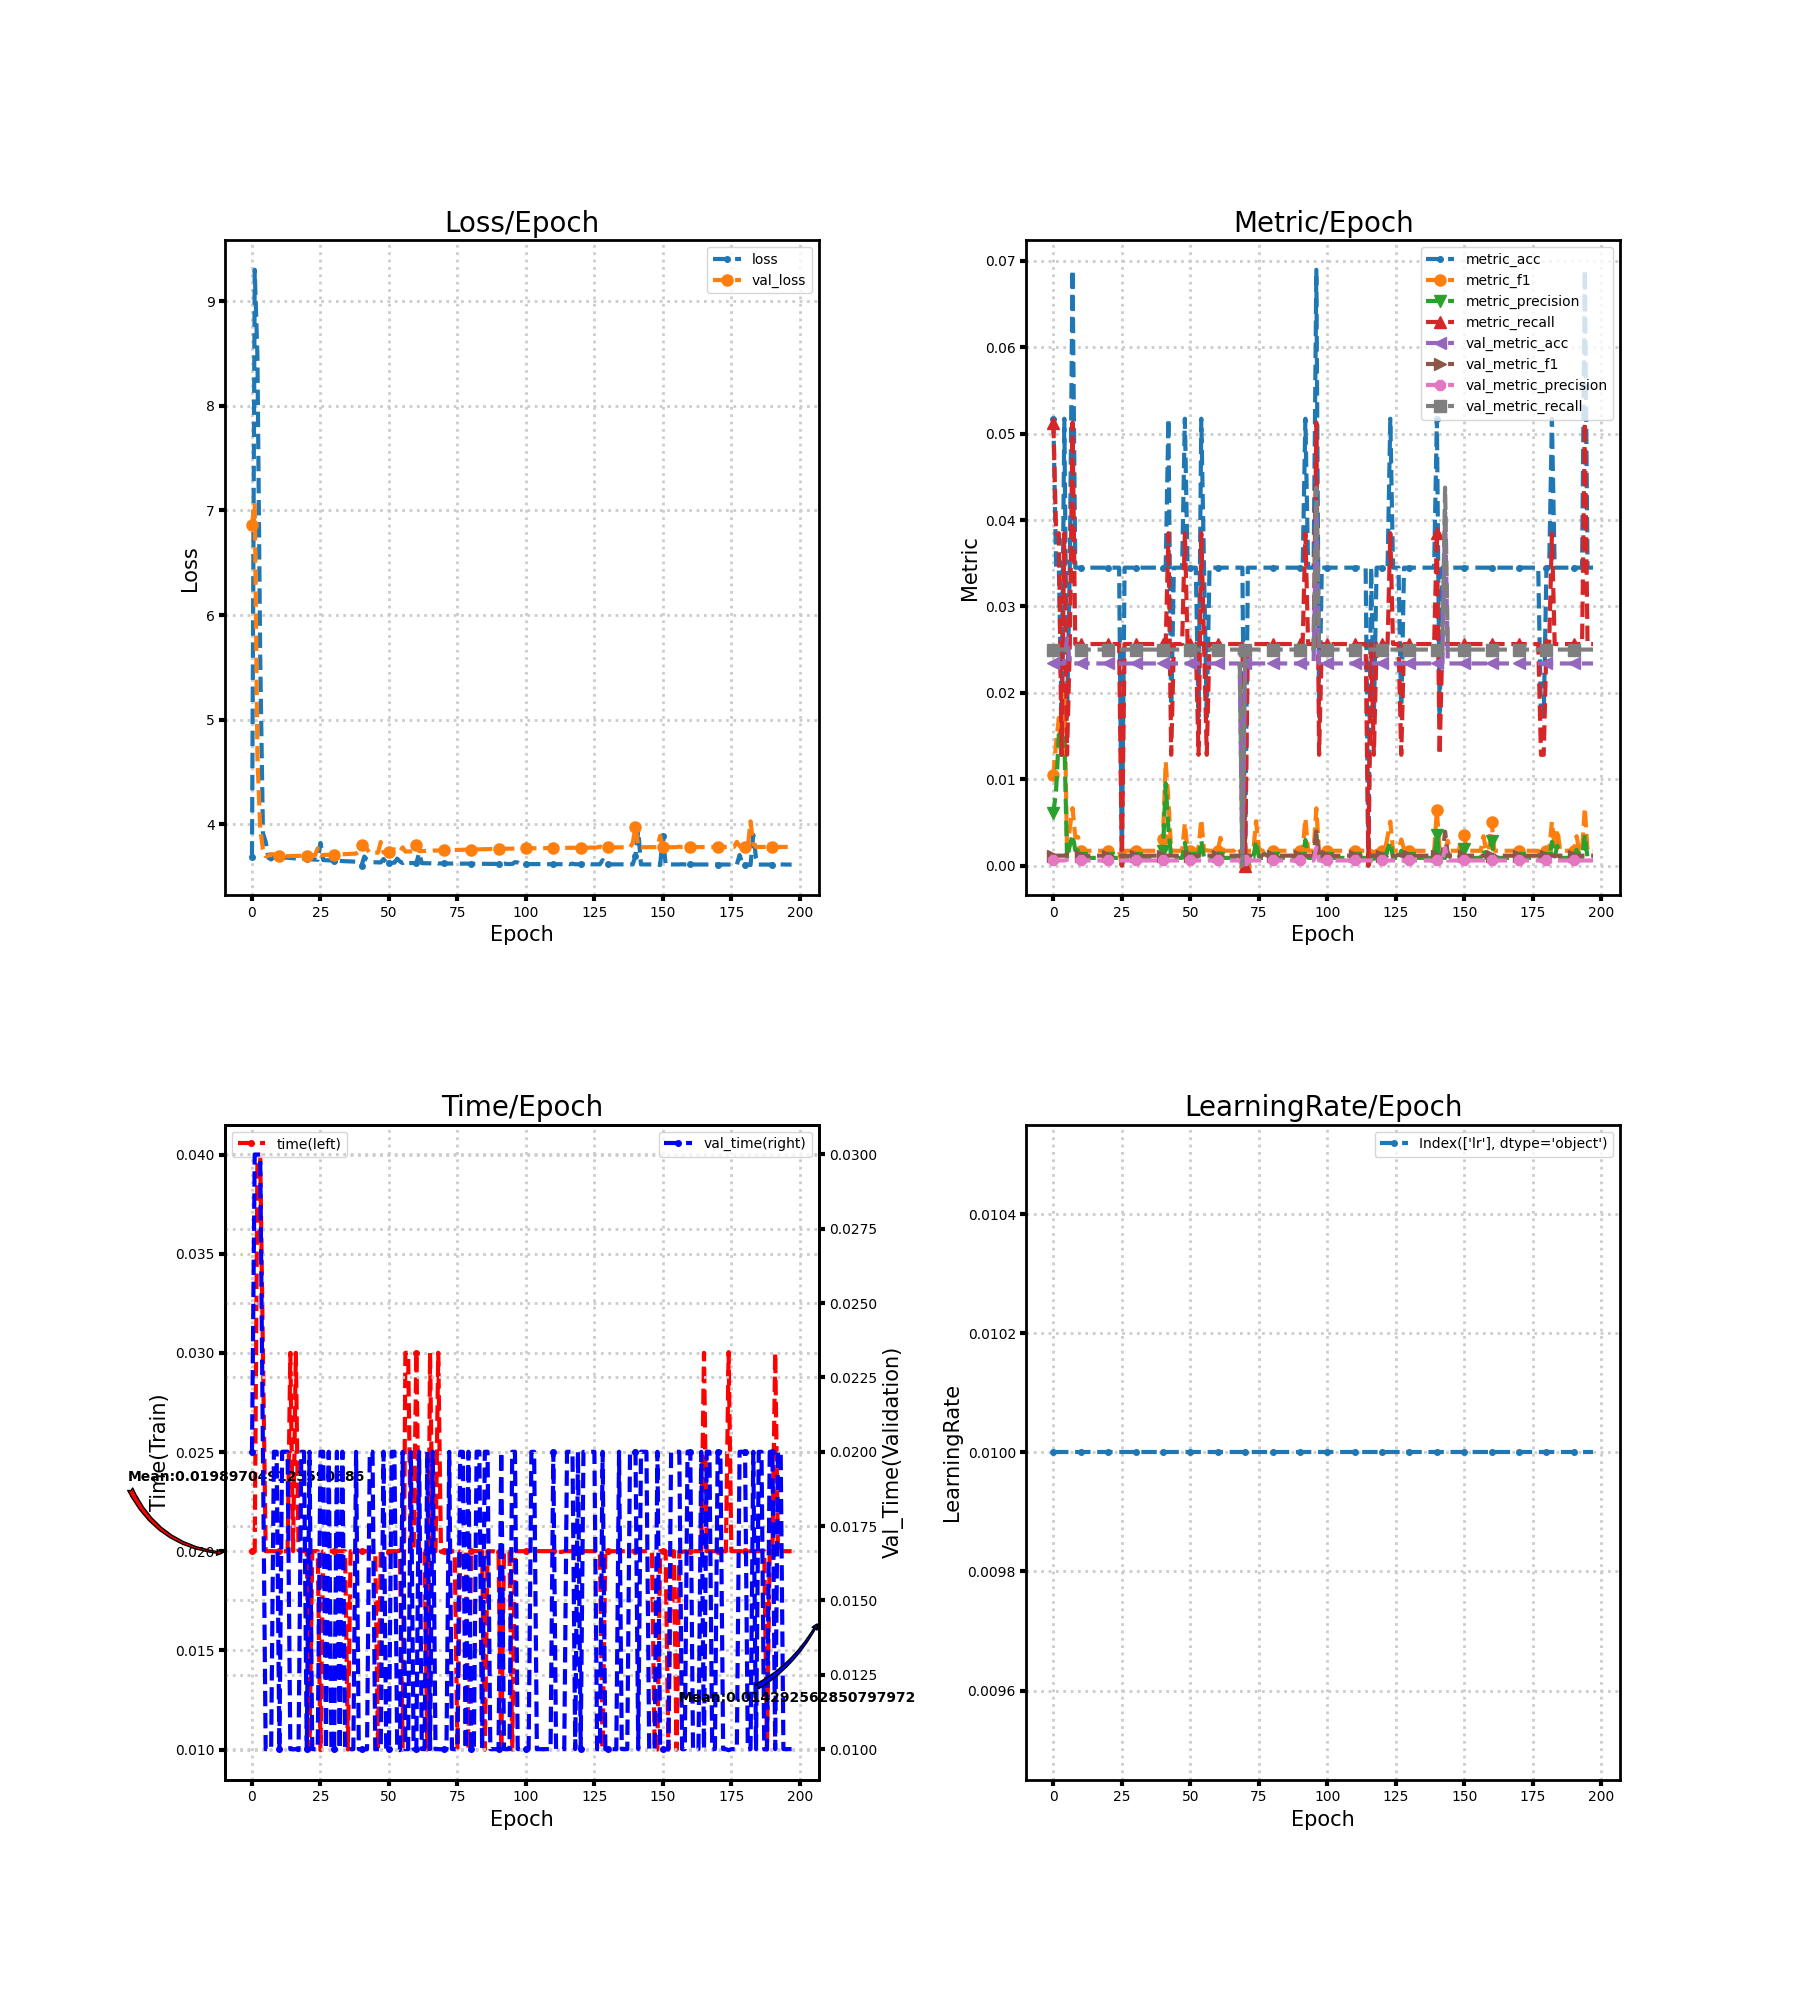 Loss/Epoch
loss
val_loss
9
8
7
6
5
4
Loss
0 25 50 75 100 125 150 175 200
Epoch
Metric/Epoch
metric_acc
metric_f1
metric_precision
metric_recall
val_metric_acc
val_metric_f1
val_metric_precision
val_metric_recall
0.07
0.06
0.05
0.04
0.03
0.02
0.01
0.00
Metric
0 25 50 75 100 125 150 175 200
Epoch
Time/Epoch
time(left)
val_time(right)
0.040
0.035
0.030
0.025
0.020
0.015
0.010
Time(Train)
0.0300
0.0275
0.0250
0.0225
0.0200
0.0175
0.0150
0.0125
0.0100
Val_Time(Validation)
Mean:0.014292562850797972
0 25 50 75 100 125 150 175 200
Epoch
LearningRate/Epoch
Index(['lr'], dtype='object')
0.0104
0.0102
0.0100
0.0098
0.0096
LearningRate
0 25 50 75 100 125 150 175 200
Epoch